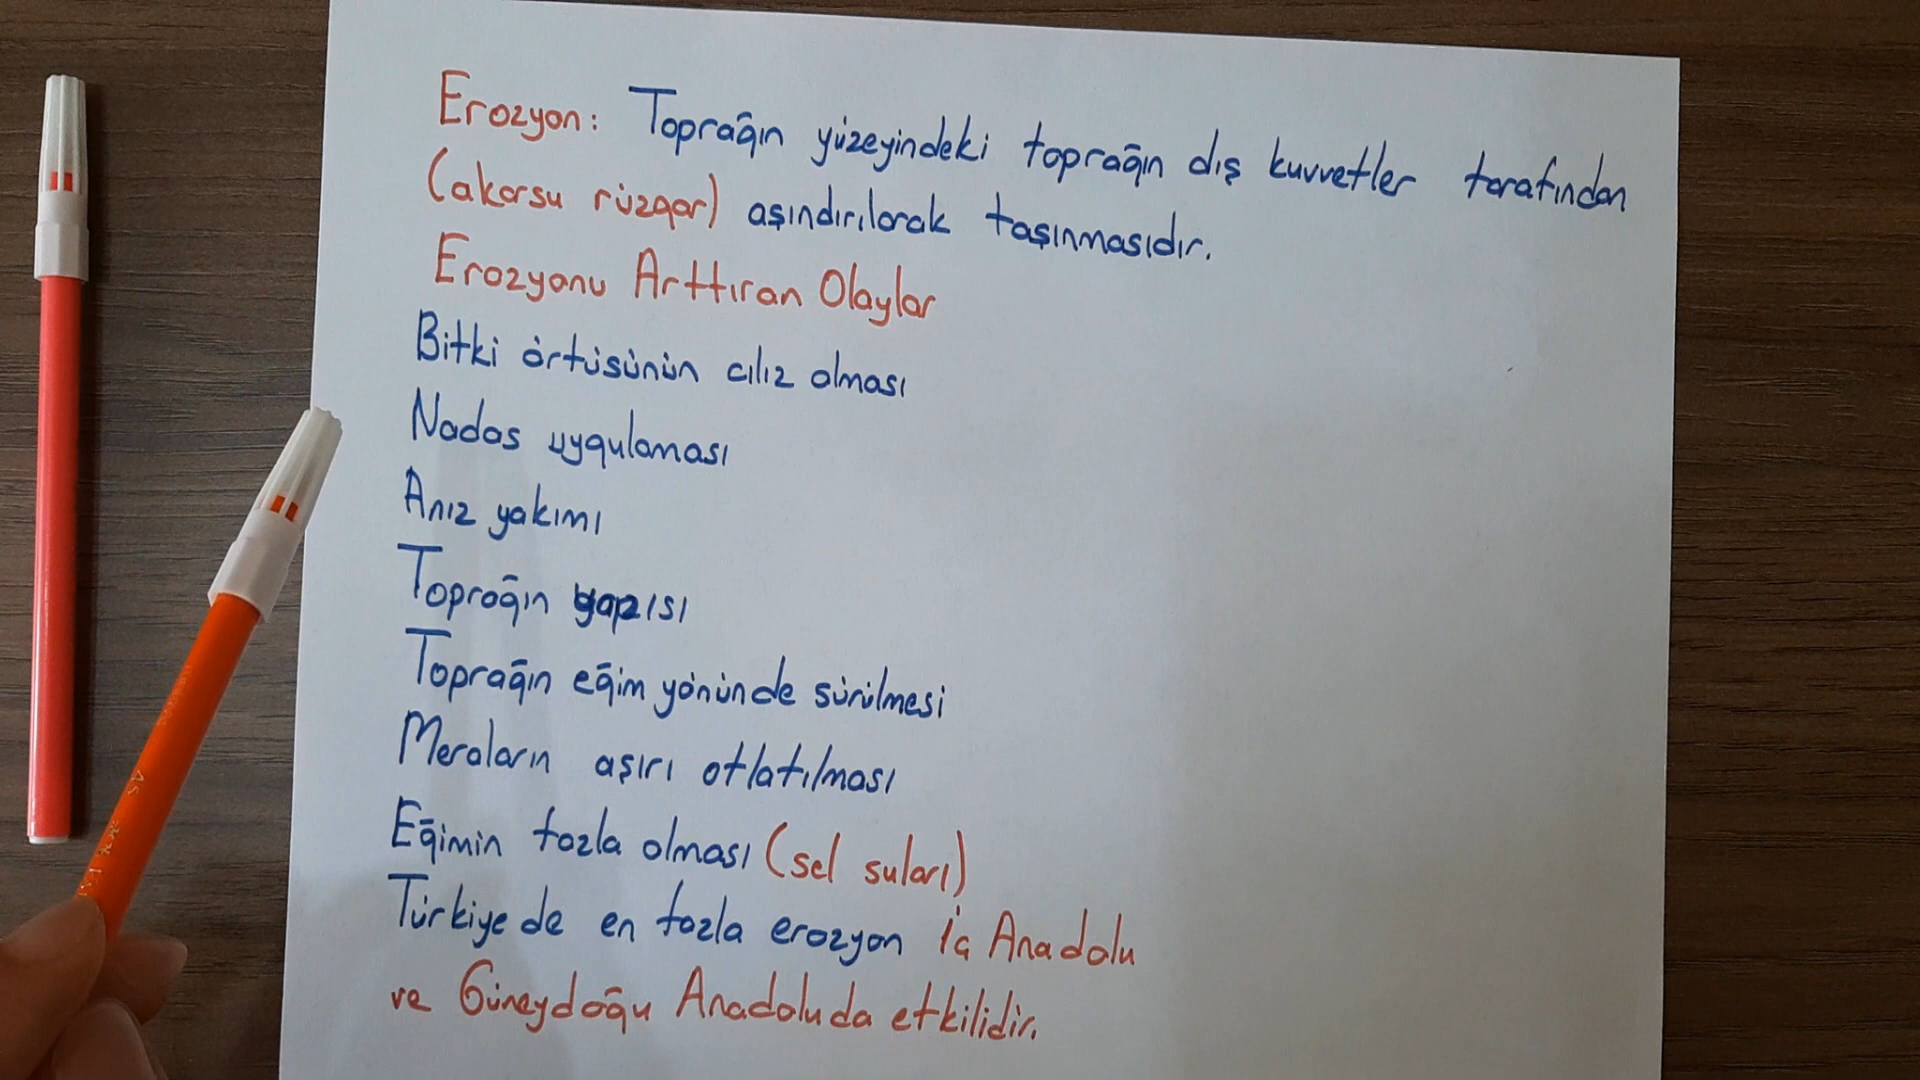 Erozyon: Toprağın yüzeyindeki toprağın dış kuvvetler tarafından
(akarsu rüzgar) aşındırılarak taşınmasıdır.
Erozyonu Arttıran Olaylar
Bitki örtüsünün cılız olması
Nadas uygulaması
Anız yakımı
Toprağın yapısı
Toprağın eğim yönünde sürülmesi
Meraların aşırı otlatılması
Eğimin fazla olması (sel suları)
Türkiye de en fazla erozyon İç Anadolu
ve Güneydoğu Anadolu da etkilidir.